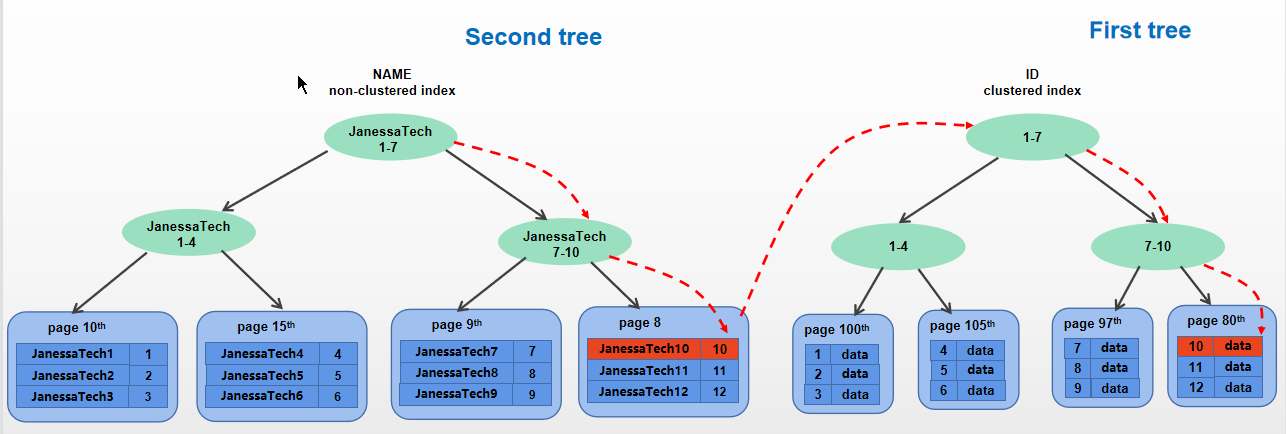 Second tree
First tree
NAME
non-clustered index
ID
clustered index
JanessaTech
1-7
1-7
JanessaTech
1-4
JanessaTech
7-10
1-4
7-10
page 10th
JanessaTech1 1
JanessaTech2 2
JanessaTech3 3
page 15th
JanessaTech4 4
JanessaTech5 5
JanessaTech6 6
page 9th
JanessaTech7 7
JanessaTech8 8
JanessaTech9 9
page 8
JanessaTech10 10
JanessaTech11 11
JanessaTech12 12
page 100th
1 data
2 data
3 data
page 105th
4 data
5 data
6 data
page 97th
7 data
8 data
9 data
page 80th
10 data
11 data
12 data